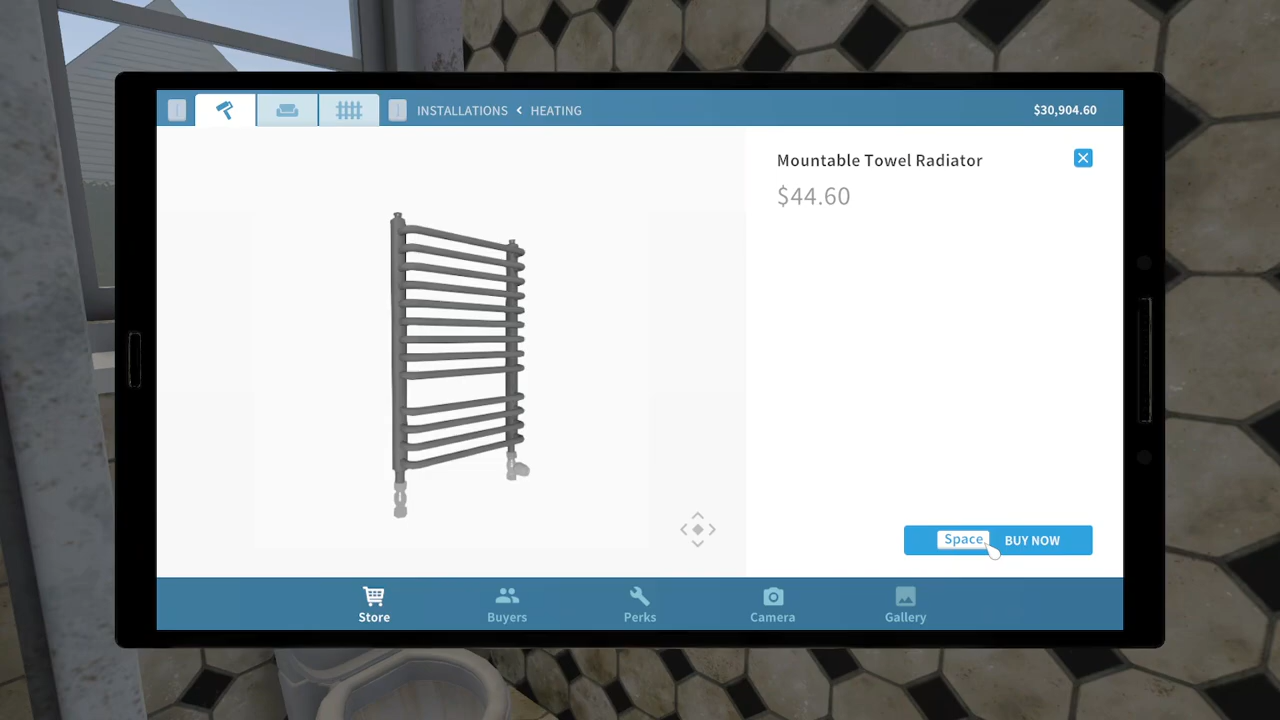 INSTALLATIONS < HEATING
$30,904.60
Mountable Towel Radiator
$44.60
Space BUY NOW
Store
Buyers
Perks
Camera
Gallery